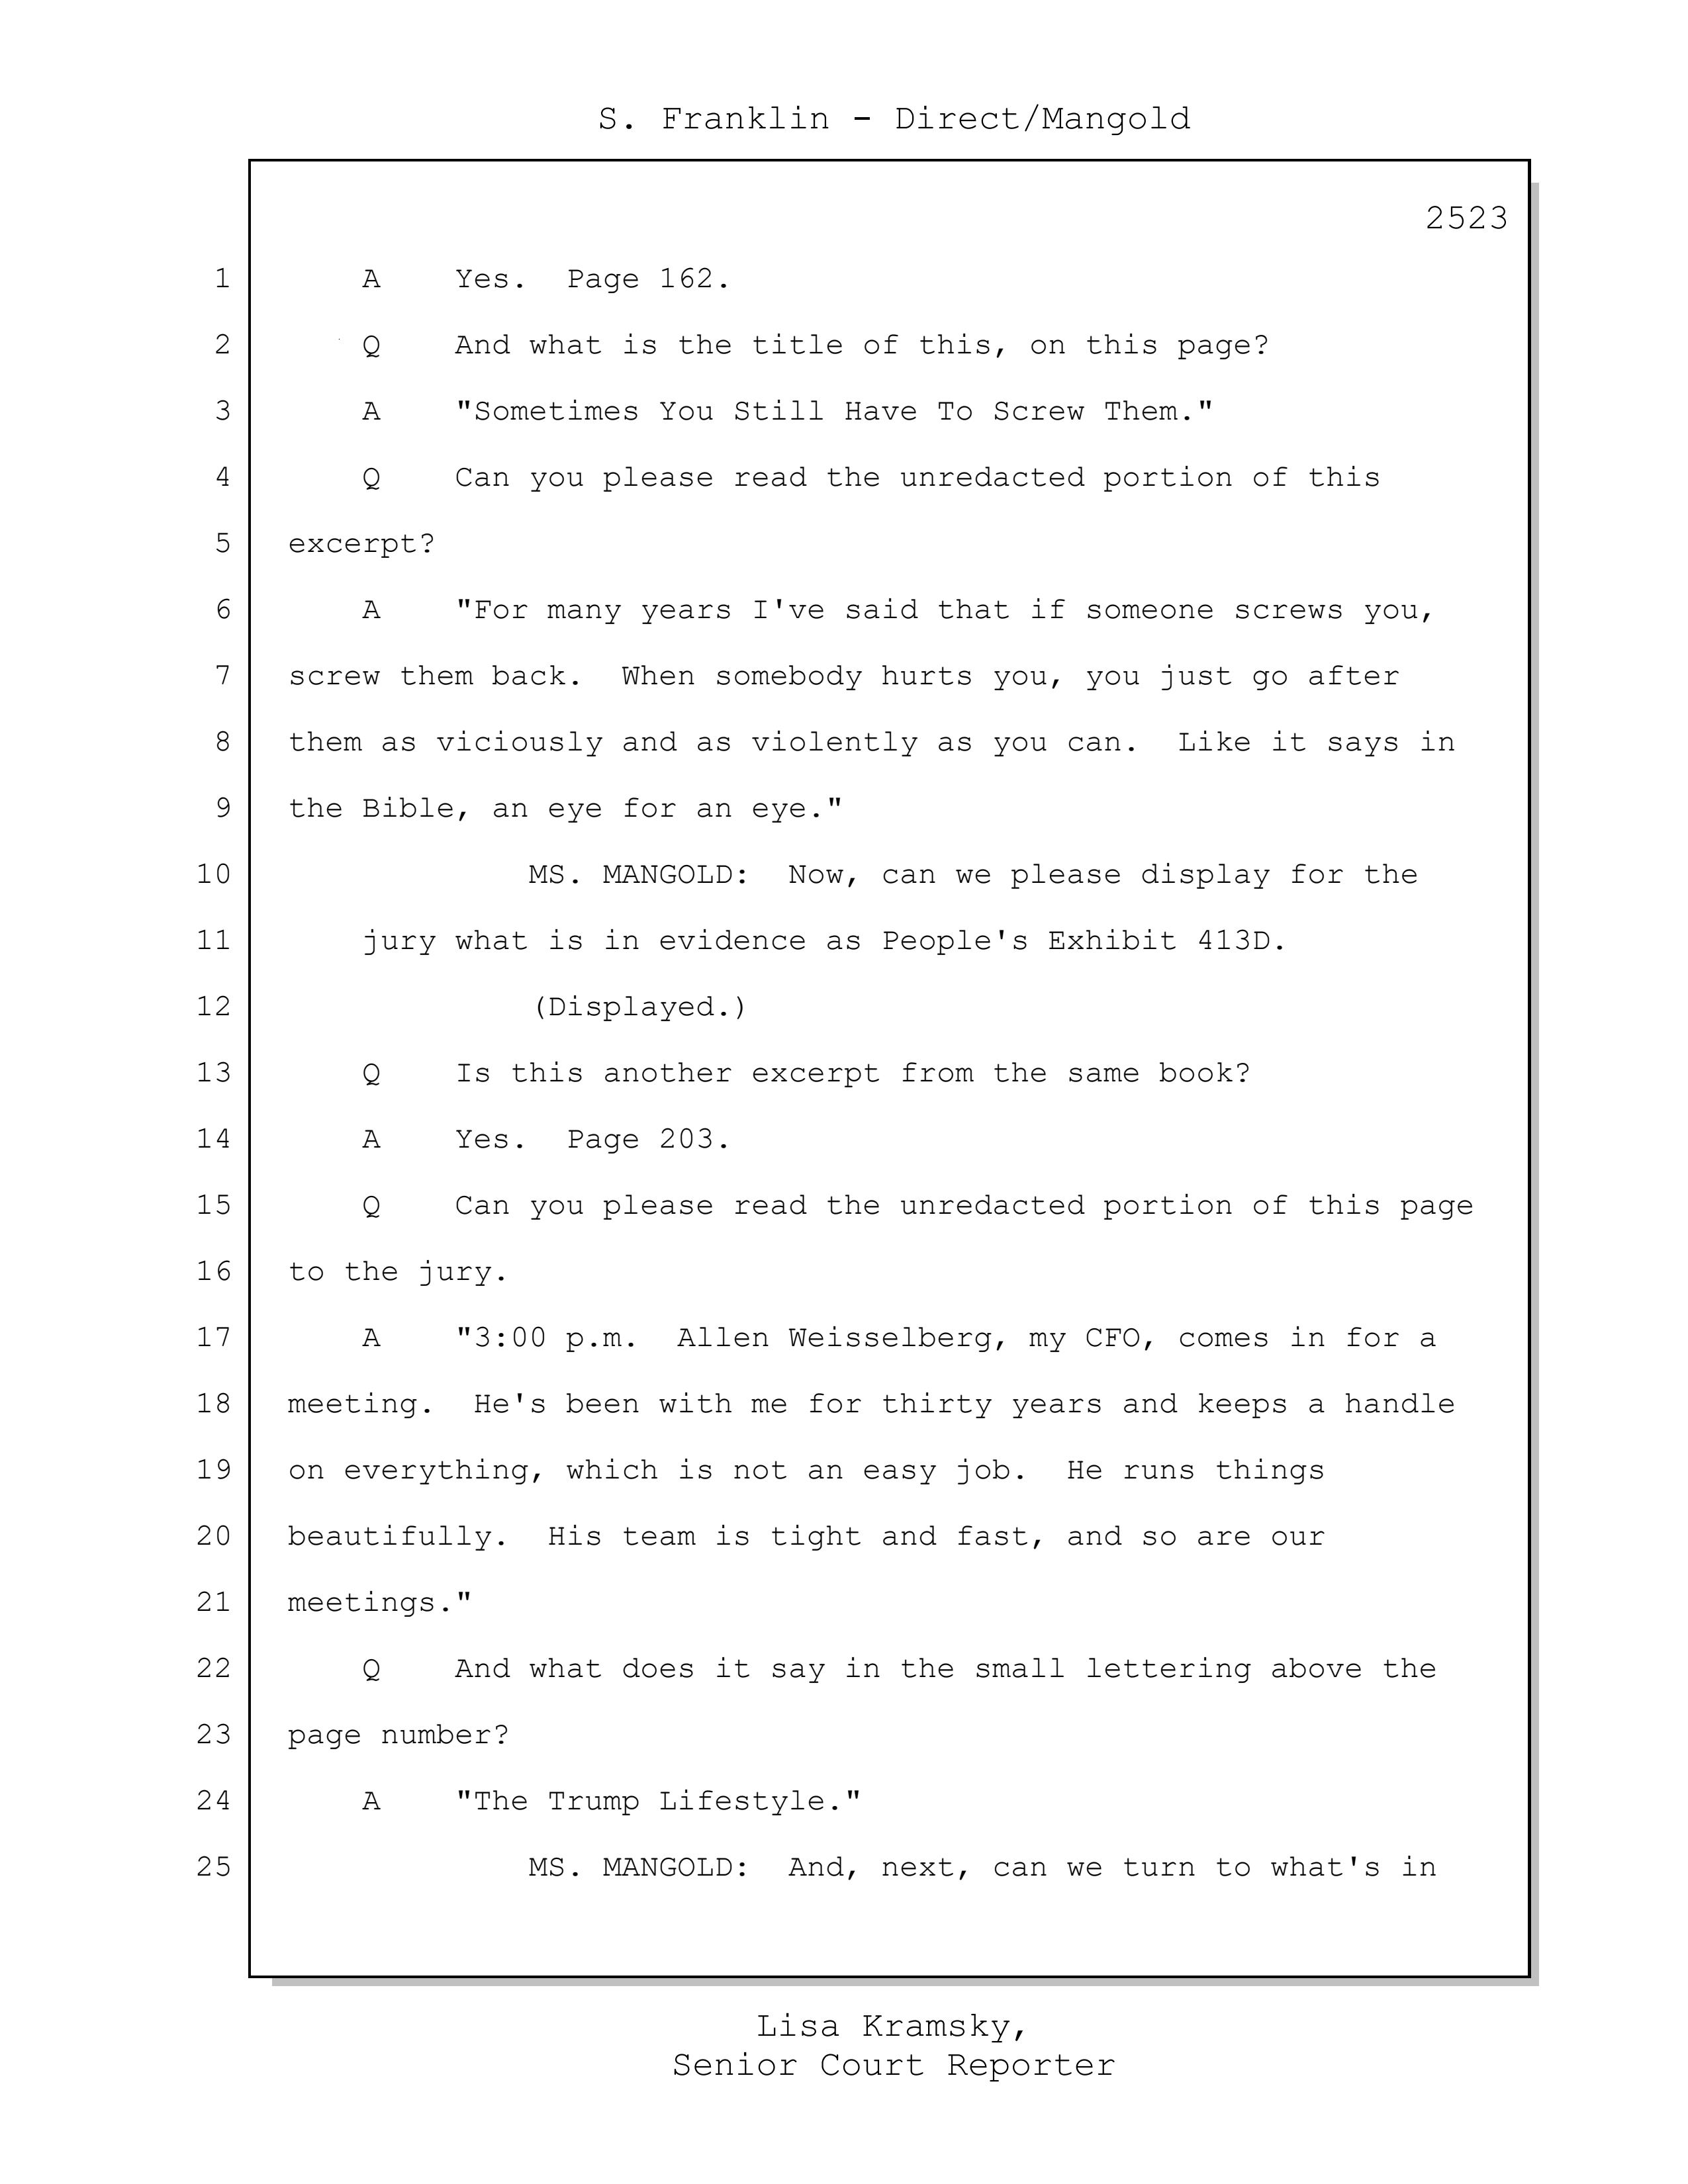 S. Franklin - Direct/Mangold
2523
1 A Yes. Page 162.
2 Q And what is the title of this, on this page?
3 A "Sometimes You Still Have To Screw Them."
4 Q Can you please read the unredacted portion of this
5 excerpt?
6 A "For many years I've said that if someone screws you,
7 screw them back. When somebody hurts you, you just go after
8 them as viciously and as violently as you can. Like it says in
9 the Bible, an eye for an eye."
10 MS. MANGOLD: Now, can we please display for the
11 jury what is in evidence as People's Exhibit 413D.
12 (Displayed.)
13 Q Is this another excerpt from the same book?
14 A Yes. Page 203.
15 Q Can you please read the unredacted portion of this page
16 to the jury.
17 A "3:00 p.m. Allen Weisselberg, my CFO, comes in for a
18 meeting. He's been with me for thirty years and keeps a handle
19 on everything, which is not an easy job. He runs things
20 beautifully. His team is tight and fast, and so are our
21 meetings."
22 Q And what does it say in the small lettering above the
23 page number?
24 A "The Trump Lifestyle."
25 MS. MANGOLD: And, next, can we turn to what's in
Lisa Kramsky,
Senior Court Reporter